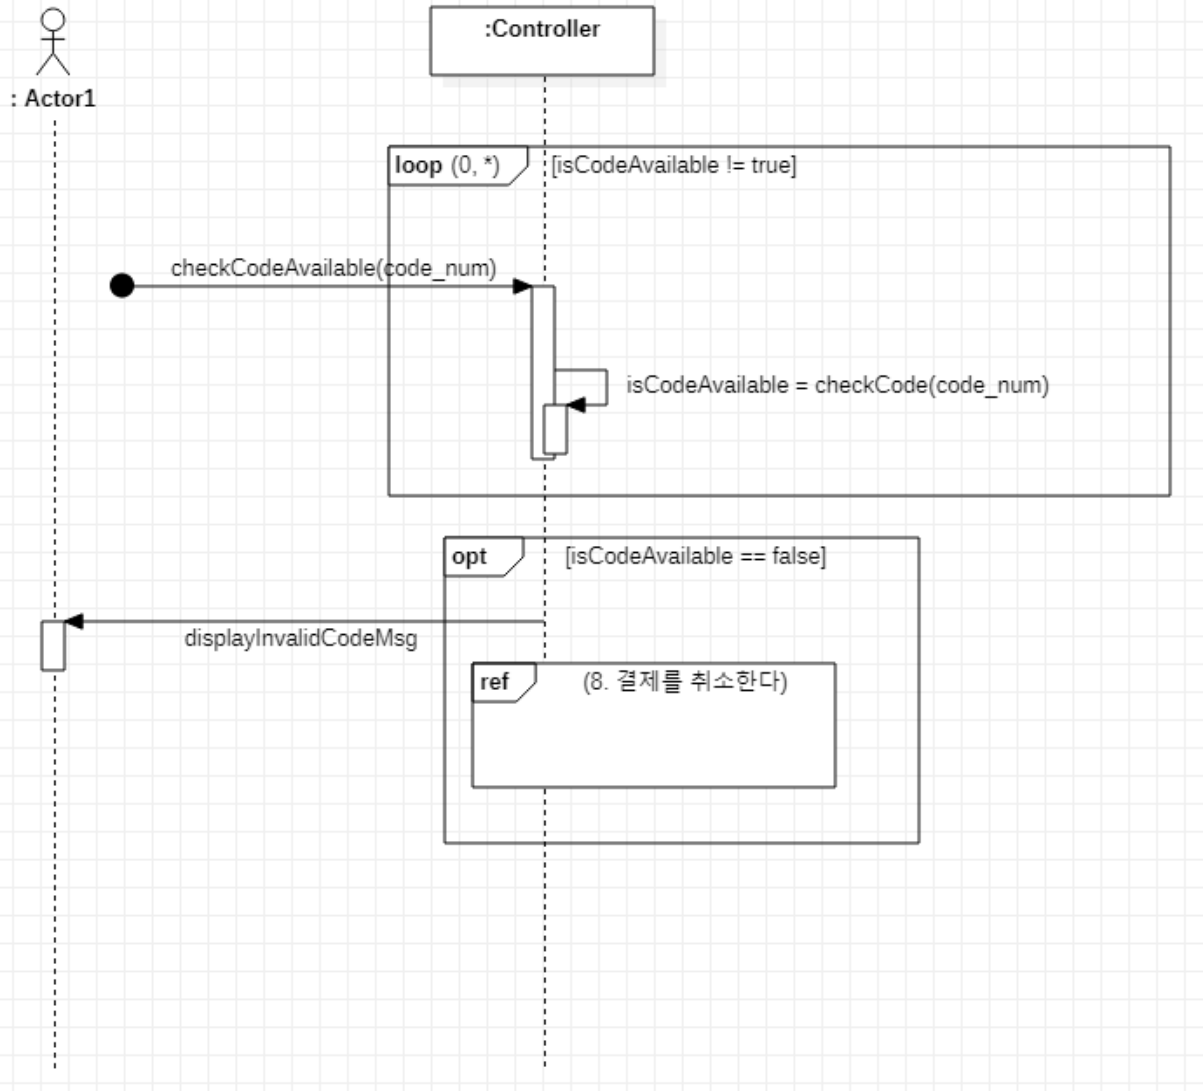 :Controller
: Actor1
loop (0, *) [isCodeAvailable != true]
checkCodeAvailable(code_num)
isCodeAvailable = checkCode(code_num)
opt [isCodeAvailable == false]
displayInvalidCodeMsg
ref (8. 결제를 취소한다)